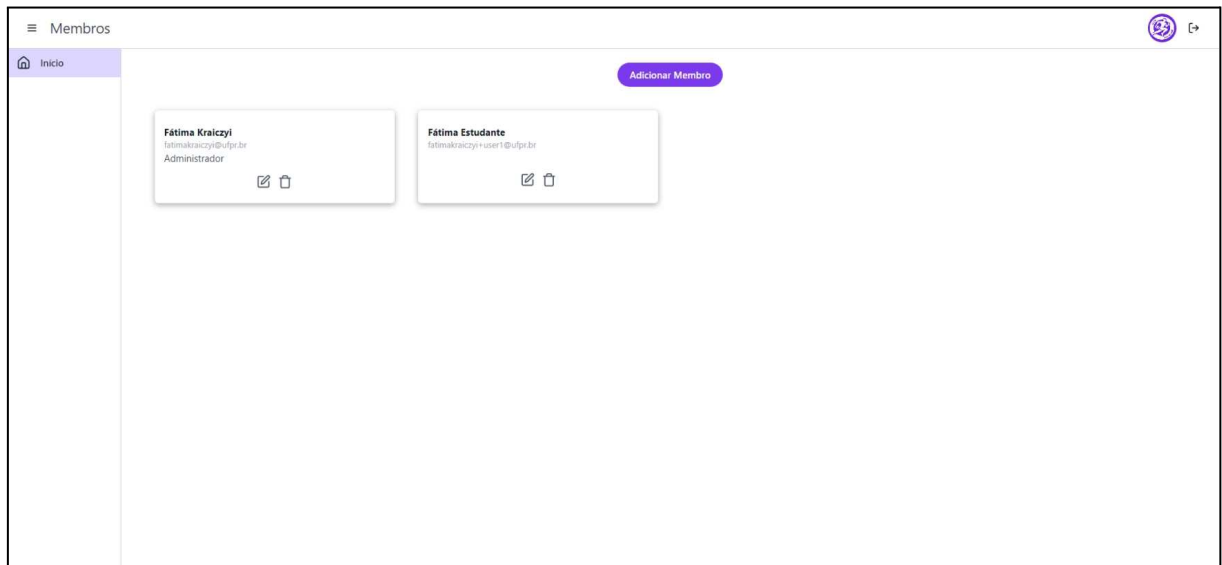 Membros
Inicio
Adicionar Membro
Fátima Kraiczyi
fatimakraiczyi@ufpr.br
Administrador
Fátima Estudante
fatimakraiczyi+user1@ufpr.br